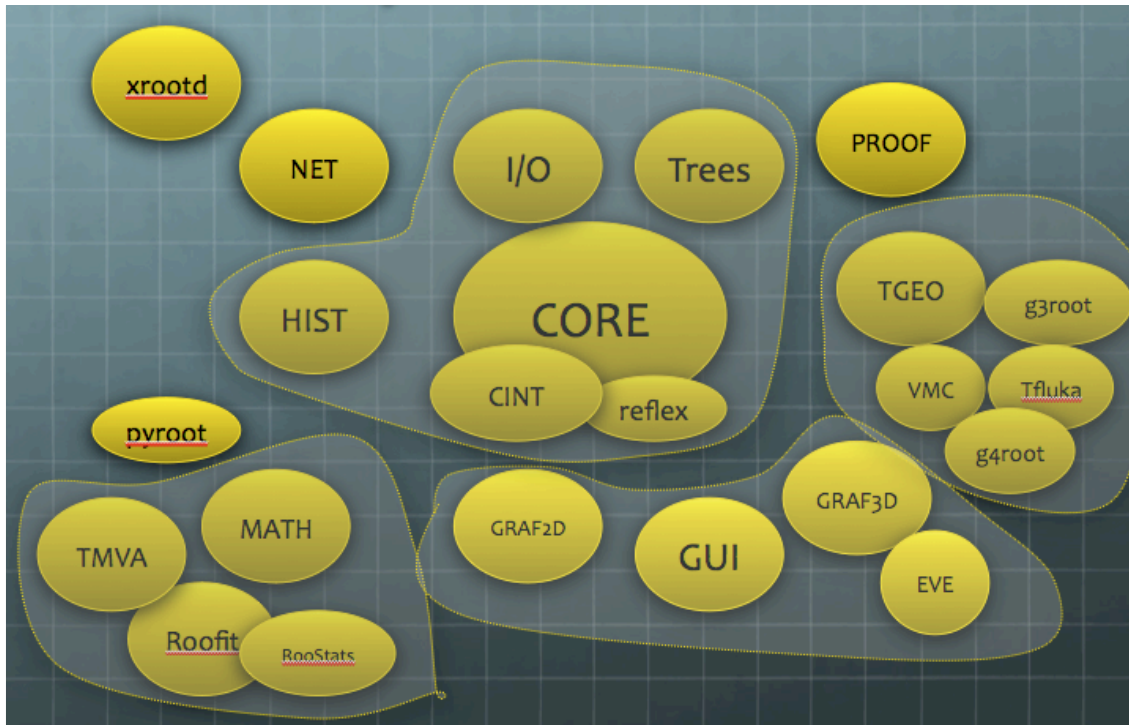 xrootd
NET
I/O
Trees
PROOF
HIST
CORE
TGEO
g3root
CINT
reflex
VMC
Tfluka
pyroot
g4root
TMVA
MATH
GRAF2D
GUI
GRAF3D
EVE
Roofit
RooStats